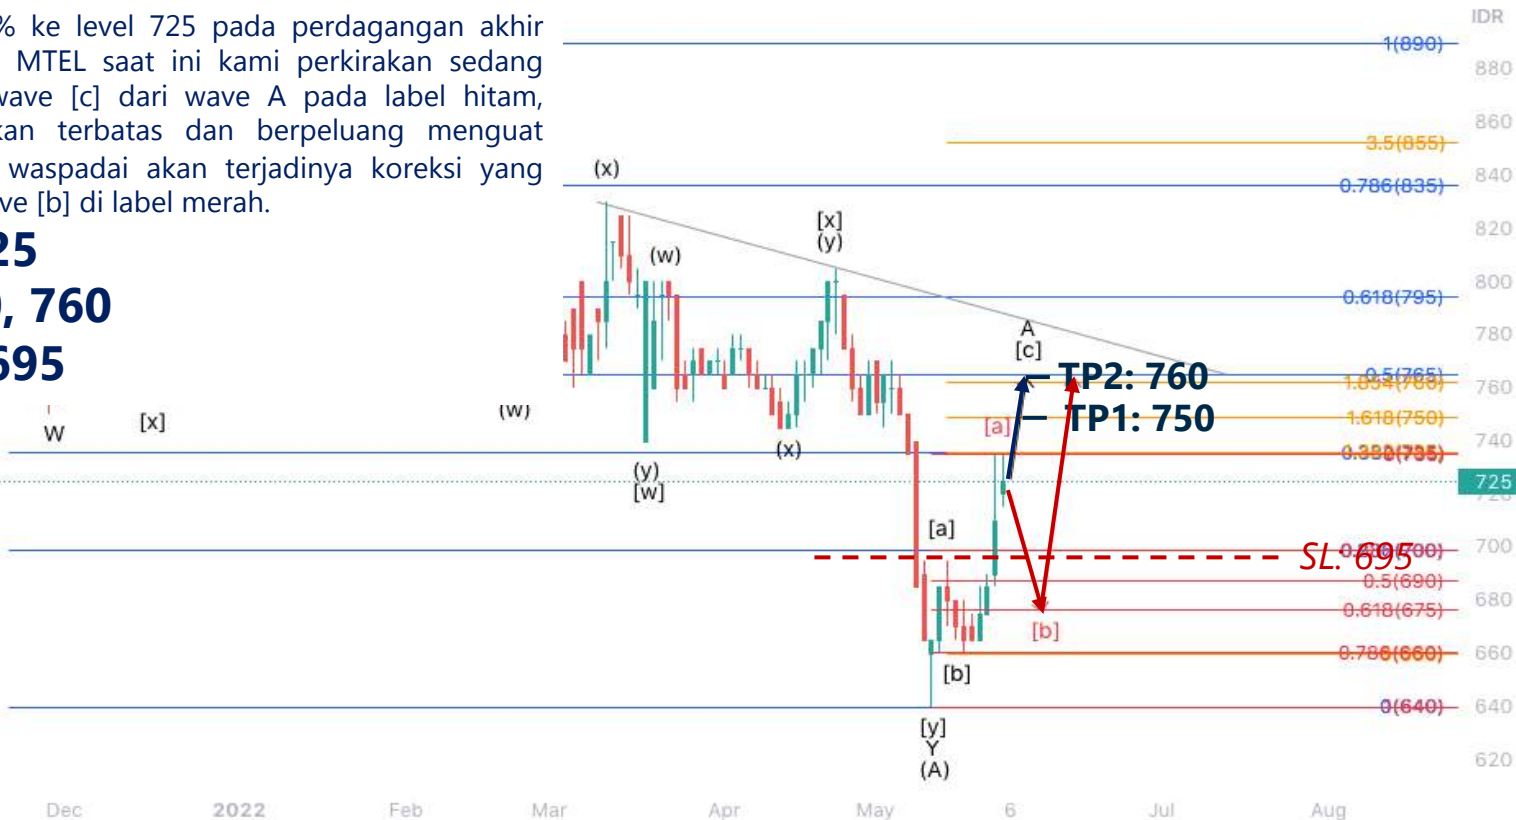 % ke level 725 pada perdagangan akhir
MTEL saat ini kami perkirakan sedang
wave [c] dari wave A pada label hitam,
kan terbatas dan berpeluang menguat
waspadai akan terjadinya koreksi yang
ve [b] di label merah.
25
, 760
695
IDR
1(890)
880
860
3.5(855)
840
0.786(835)
820
800
0.618(795)
780
760
0.5(765)
1.618(750)
740
725
700
0.5(690)
680
0.618(675)
660
0(640)
640
620
(x)
[x]
(y)
(w)
A
[c]
TP2: 760
TP1: 750
[a]
W
[x]
(w)
(x)
(y)
[w]
[a]
SL: 695
[b]
[b]
[y]
Y
(A)
Dec
2022
Feb
Mar
Apr
May
6
Jul
Aug